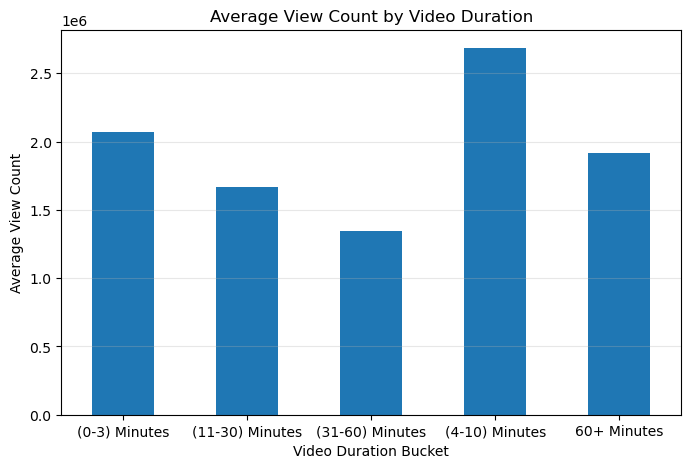 Average View Count by Video Duration
1e6
2.5
2.0
1.5
1.0
0.5
0.0
Average View Count
(0-3) Minutes (11-30) Minutes (31-60) Minutes (4-10) Minutes 60+ Minutes
Video Duration Bucket